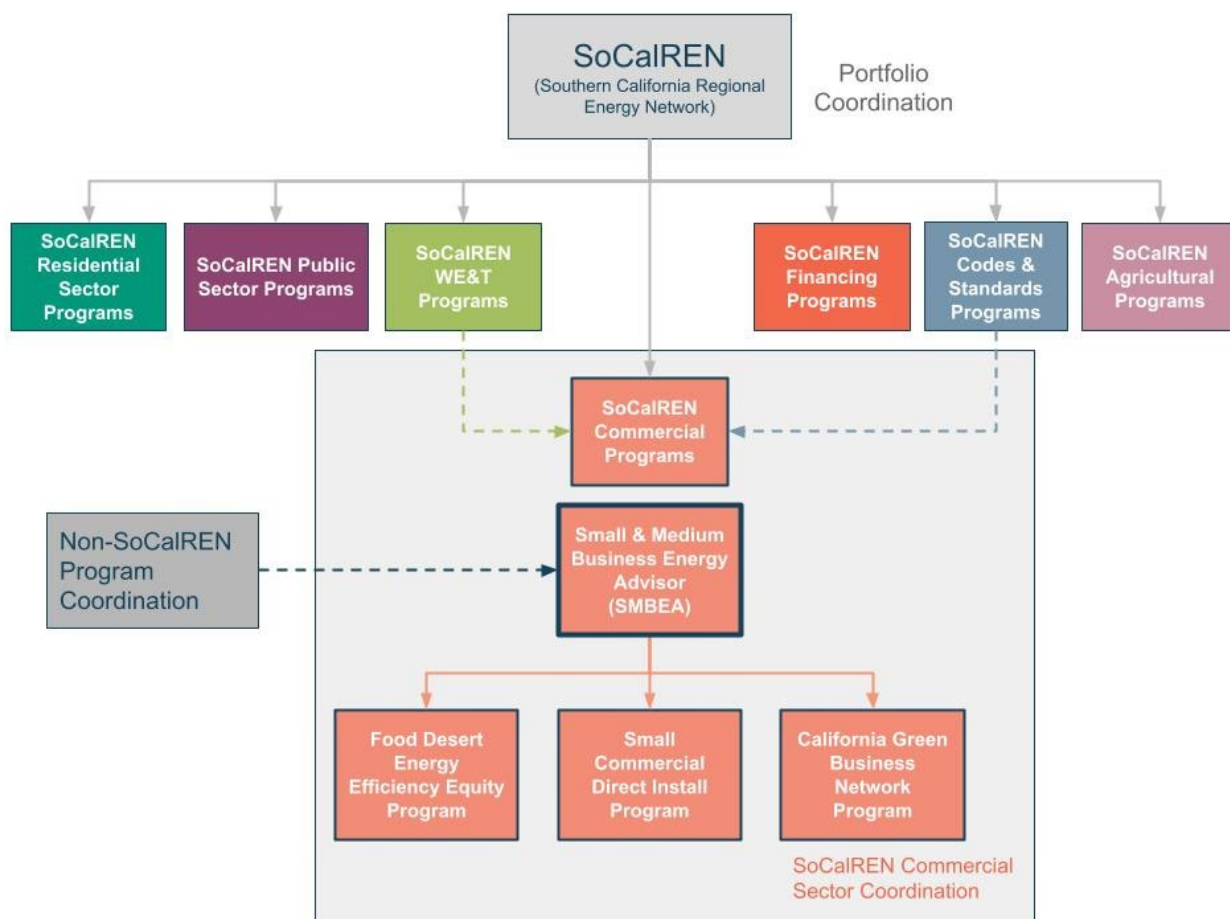 SoCalREN
(Southern California Regional
Energy Network)
Portfolio
Coordination
SoCalREN
Residential
Sector
Programs
SoCalREN Public
Sector Programs
SoCalREN
WE&T
Programs
SoCalREN
Financing
Programs
SoCalREN
Codes &
Standards
Programs
SoCalREN
Agricultural
Programs
SoCalREN
Commercial
Programs
Non-SoCalREN
Program
Coordination
Small & Medium
Business Energy
Advisor
(SMBEA)
Food Desert
Energy
Efficiency Equity
Program
Small
Commercial
Direct Install
Program
California Green
Business
Network
Program
SoCalREN Commercial
Sector Coordination